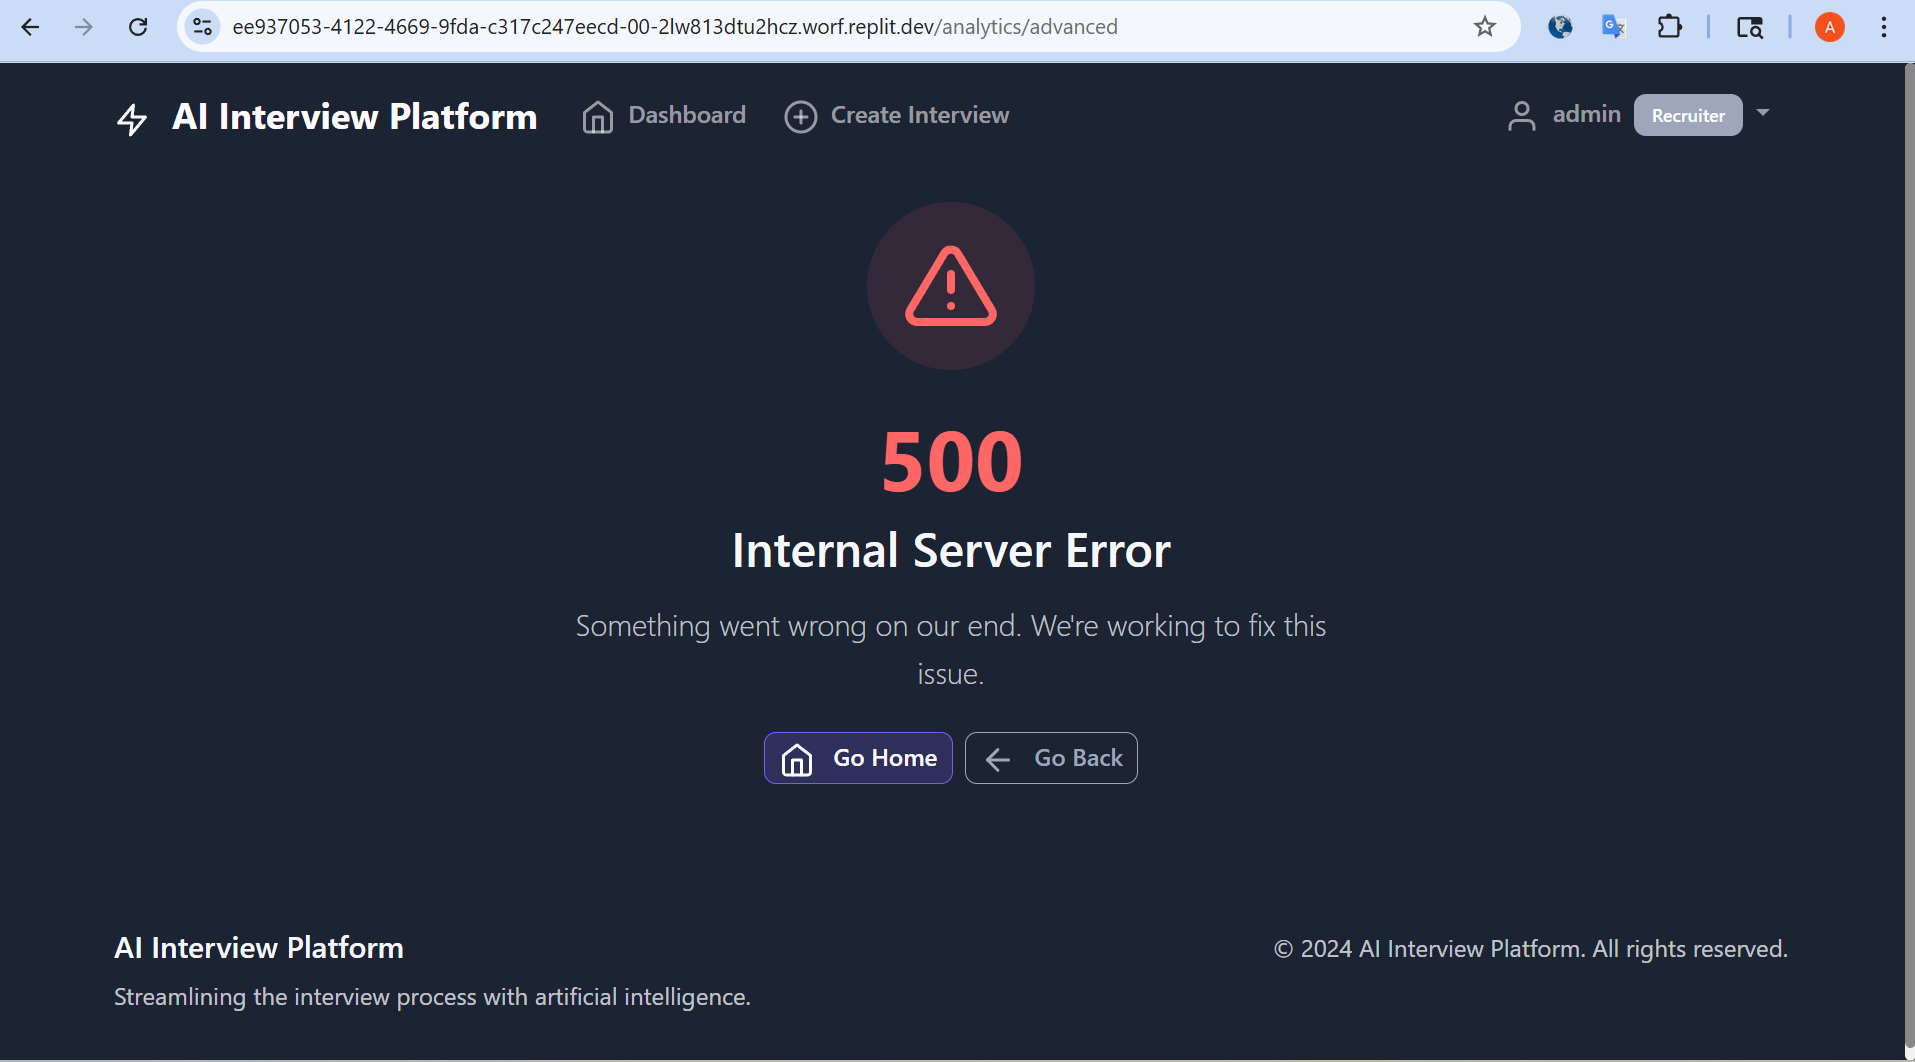 ee937053-4122-4669-9fda-c317c247eecd-00-2lw813dtu2hcz.worf.replit.dev/analytics/advanced
A
AI Interview Platform
Dashboard
Create Interview
admin
Recruiter
500
Internal Server Error
Something went wrong on our end. We're working to fix this
issue.
Go Home
Go Back
AI Interview Platform
© 2024 AI Interview Platform. All rights reserved.
Streamlining the interview process with artificial intelligence.